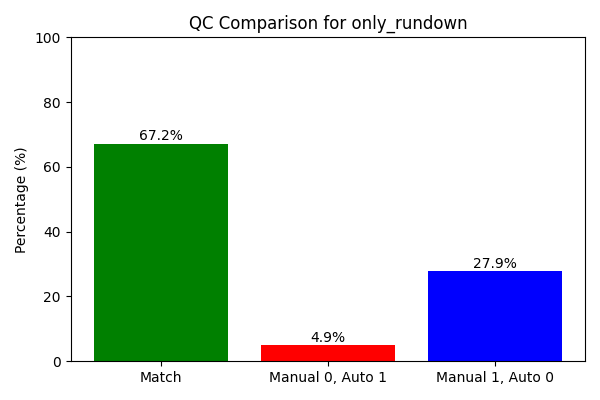 QC Comparison for only_rundown
Percentage (%)
100
80
60
40
20
0
67.2%
4.9%
27.9%
Match
Manual 0, Auto 1
Manual 1, Auto 0